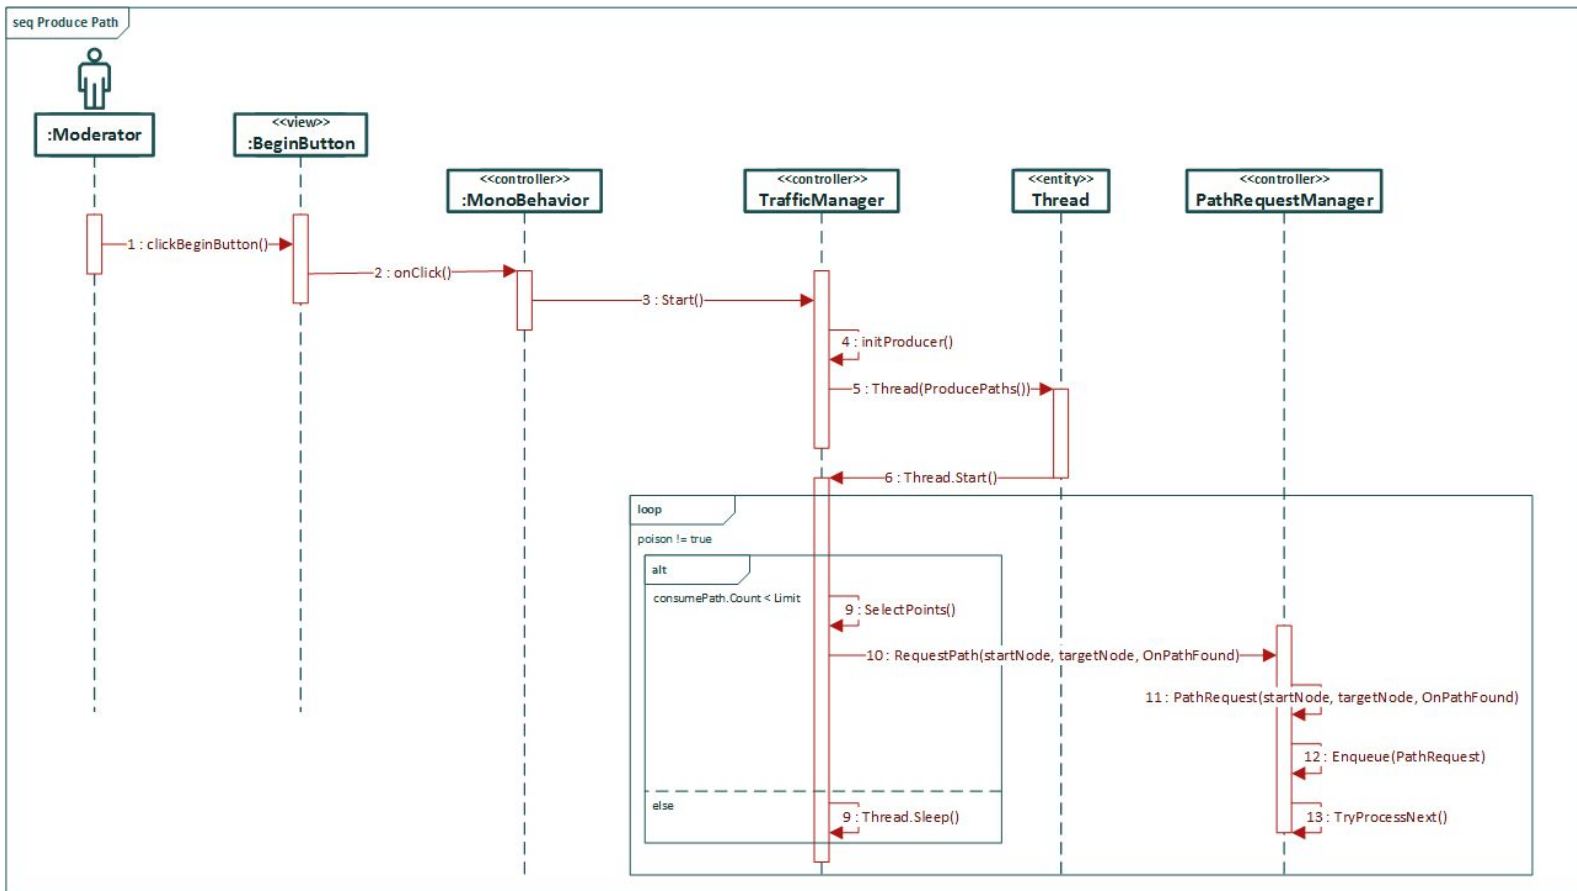 seq Produce Path
:Moderator
<<view>>
:BeginButton
<<controller>>
:MonoBehavior
<<controller>>
TrafficManager
<<entity>>
Thread
<<controller>>
PathRequestManager
1 : clickBeginButton()
2 : onClick()
3 : Start()
4 : initProducer()
5 : Thread(ProducePaths())
6 : Thread.Start()
loop
poison != true
alt
consumePath.Count < Limit
9 : SelectPoints()
10 : RequestPath(startNode, targetNode, OnPathFound)
11 : PathRequest(startNode, targetNode, OnPathFound)
12 : Enqueue(PathRequest)
else
9 : Thread.Sleep()
13 : TryProcessNext()